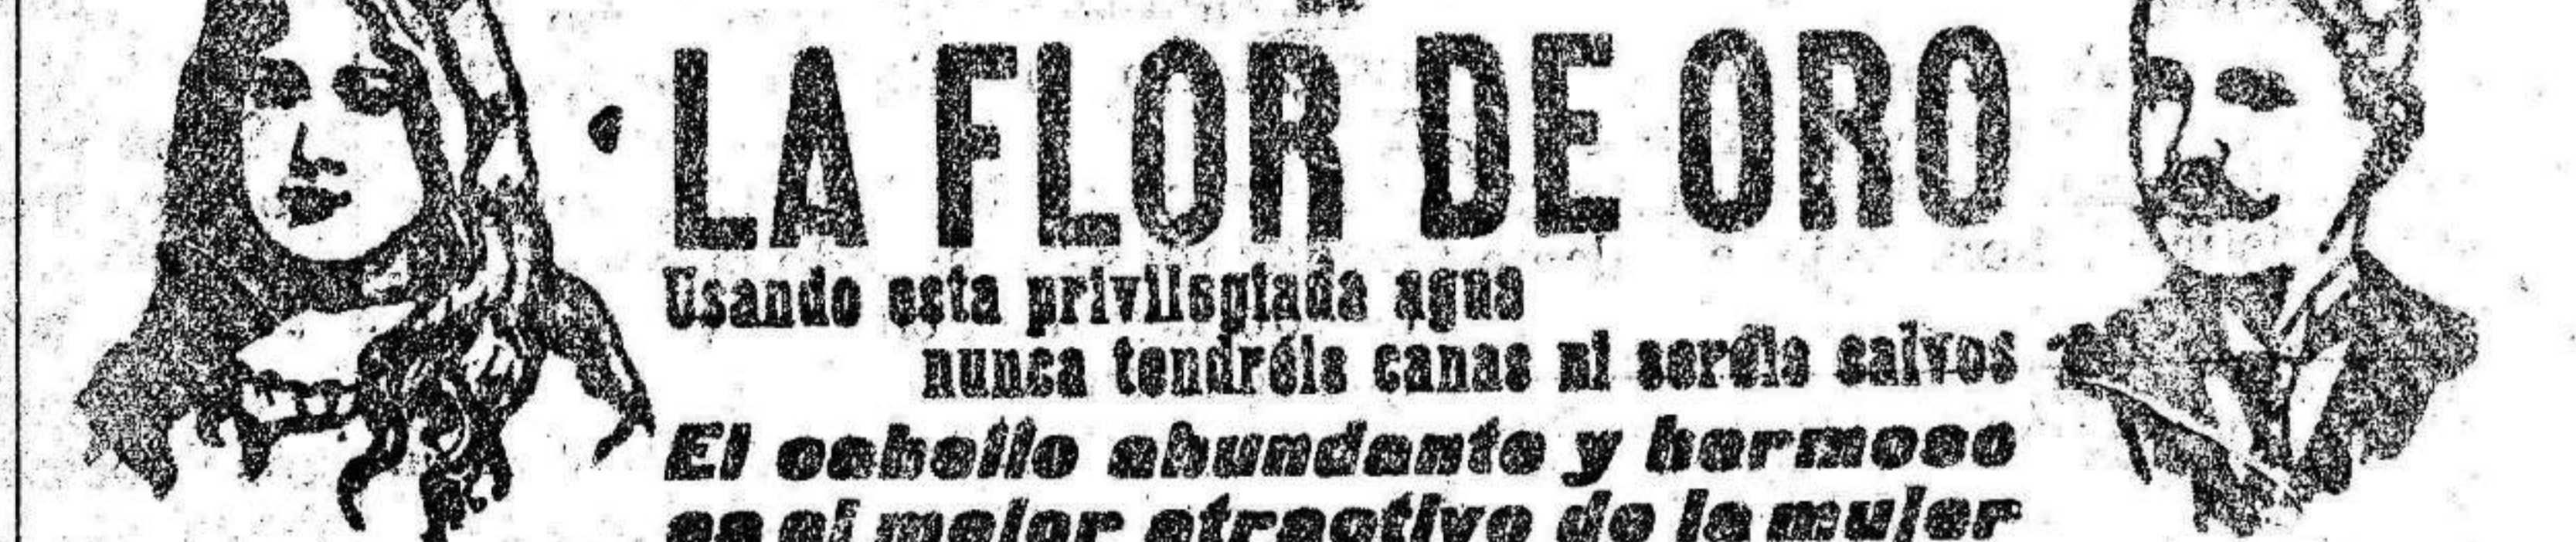 LA FLOR DE ORO
Usando esta privilegiada agua
nunca tendréis canas ni seréis calvos
El cabello abundante y hermoso
es el mejor atractivo de la mujer